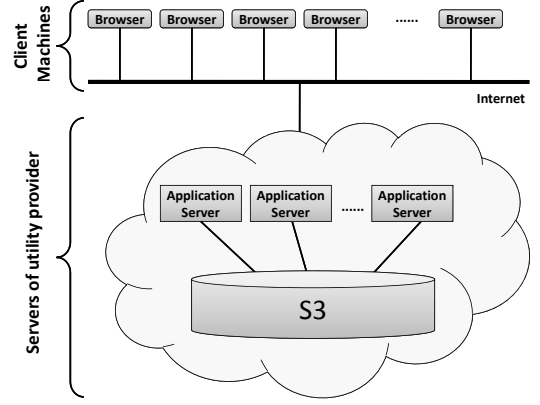 Client
Machines
Browser Browser Browser Browser ...... Browser
Internet
Servers of utility provider
Application
Server
Application
Server
......
Application
Server
S3